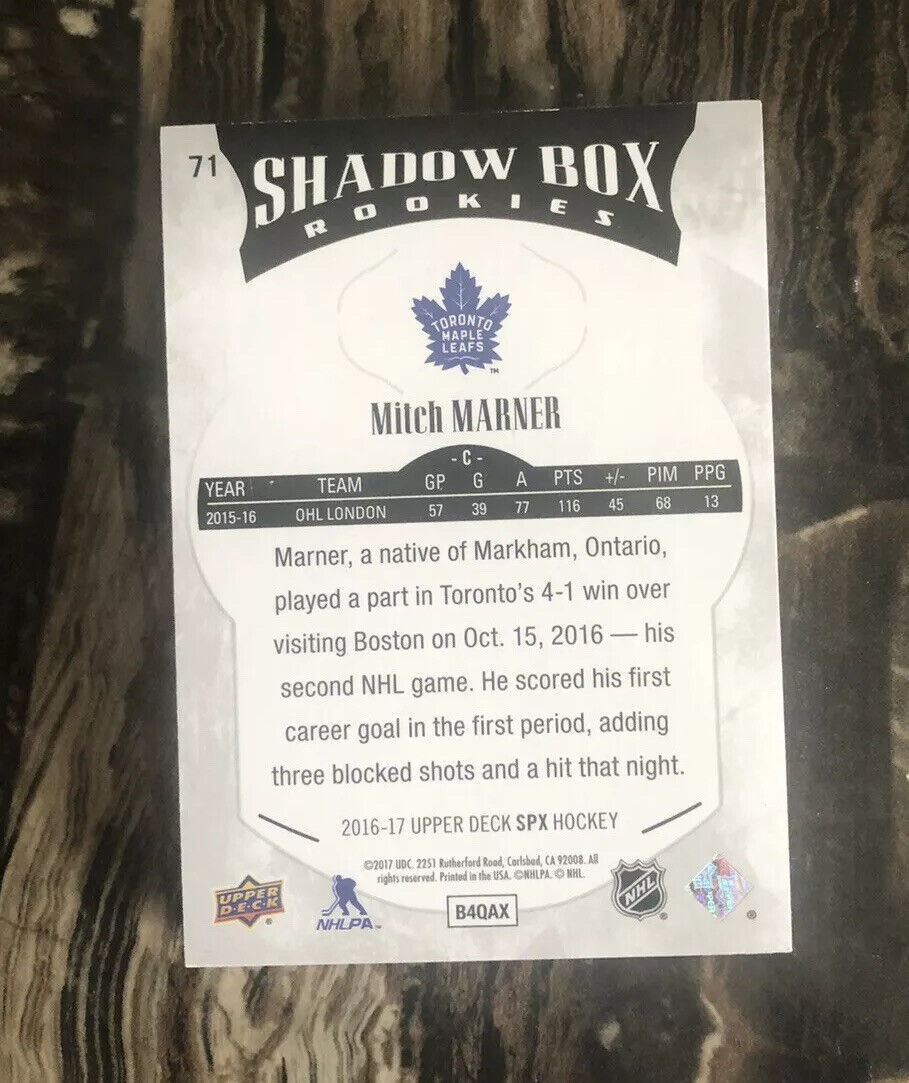 71
SHADOW BOX
ROOKIES
TORONTO
MAPLE
LEAFS
TM
Mitch MARNER
- C -
YEAR TEAM GP G A PTS +/- PIM PPG
2015-16 OHL LONDON 57 39 77 116 45 68 13
Marner, a native of Markham, Ontario,
played a part in Toronto's 4-1 win over
visiting Boston on Oct. 15, 2016 — his
second NHL game. He scored his first
career goal in the first period, adding
three blocked shots and a hit that night.
2016-17 UPPER DECK SPX HOCKEY
©2017 UDC. 2251 Rutherford Road, Carlsbad, CA 92008. All
rights reserved. Printed in the USA. ©NHLPA. © NHL.
UPPER
DECK
®
NHLPA™
B4QAX
NHL
®
®